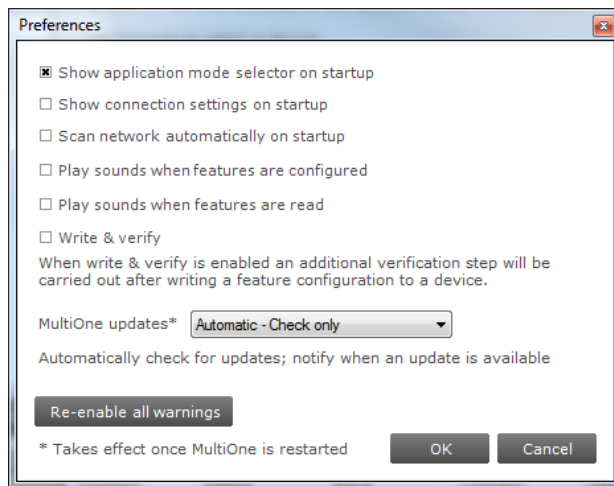 Preferences
Show application mode selector on startup
Show connection settings on startup
Scan network automatically on startup
Play sounds when features are configured
Play sounds when features are read
Write & verify
When write & verify is enabled an additional verification step will be
carried out after writing a feature configuration to a device.
MultiOne updates* Automatic - Check only
Automatically check for updates; notify when an update is available
Re-enable all warnings
* Takes effect once MultiOne is restarted OK Cancel